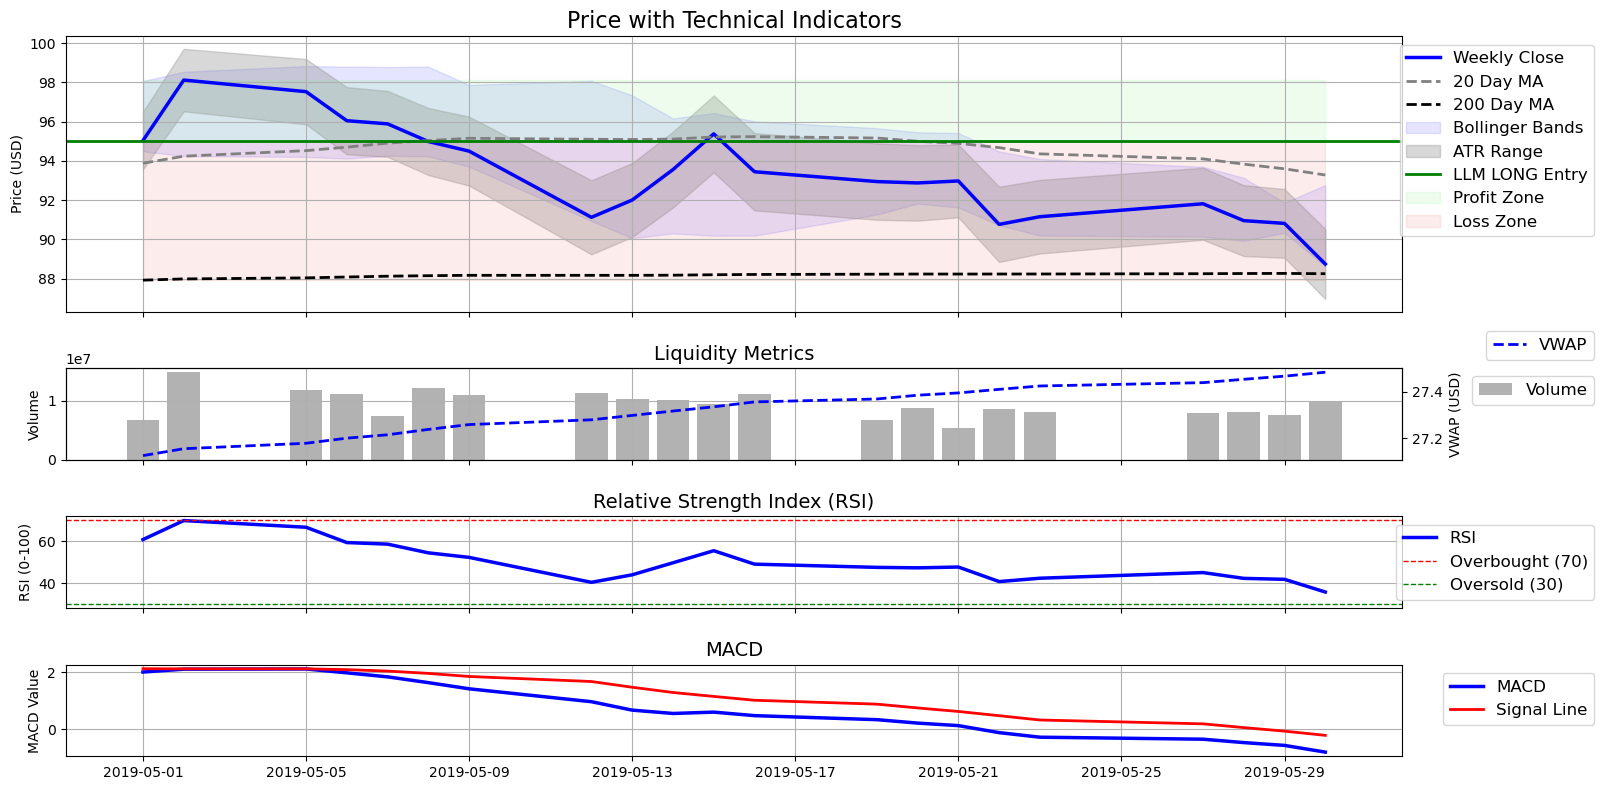 Price with Technical Indicators
Price (USD)
100
98
96
94
92
90
88
Weekly Close
20 Day MA
200 Day MA
Bollinger Bands
ATR Range
LLM LONG Entry
Profit Zone
Loss Zone
Liquidity Metrics
1e7
Volume
1
0
VWAP
Volume
27.4
27.2
VWAP (USD)
Relative Strength Index (RSI)
RSI (0-100)
60
40
RSI
Overbought (70)
Oversold (30)
MACD
MACD Value
2
0
MACD
Signal Line
2019-05-01 2019-05-05 2019-05-09 2019-05-13 2019-05-17 2019-05-21 2019-05-25 2019-05-29